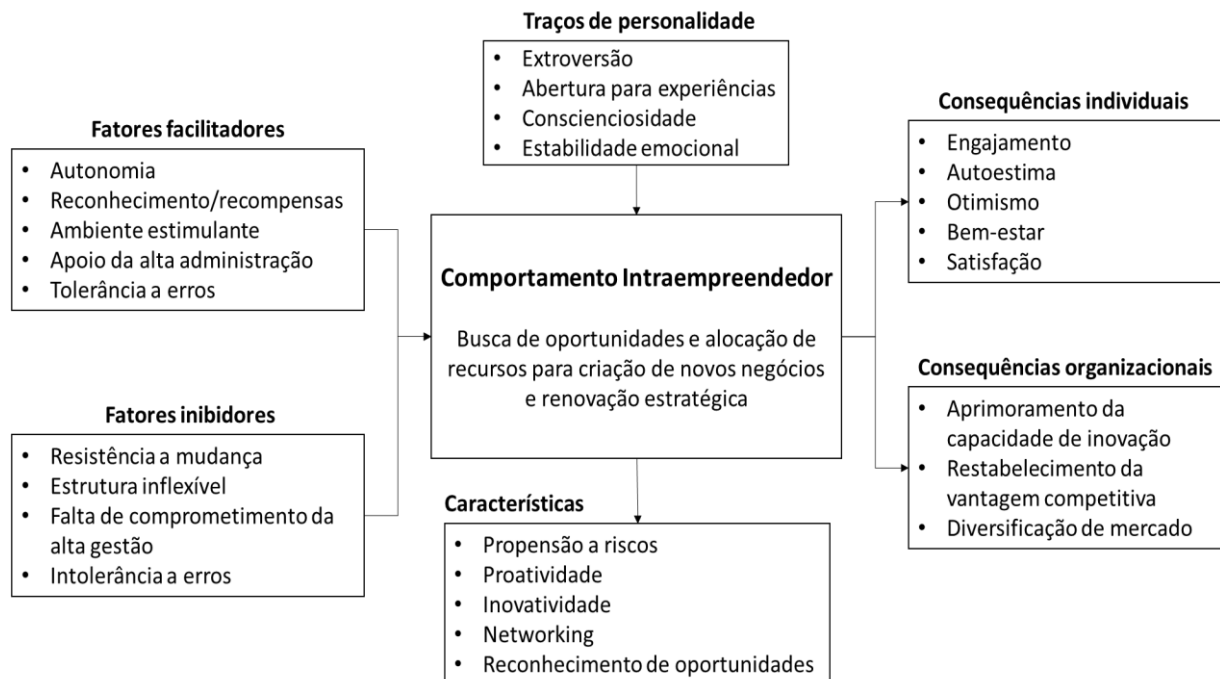 Traços de personalidade
• Extroversão
• Abertura para experiências
• Conscienciosidade
• Estabilidade emocional
Fatores facilitadores
• Autonomia
• Reconhecimento/recompensas
• Ambiente estimulante
• Apoio da alta administração
• Tolerância a erros
Fatores inibidores
• Resistência a mudança
• Estrutura inflexível
• Falta de comprometimento da
alta gestão
• Intolerância a erros
Comportamento Intraempreendedor
Busca de oportunidades e alocação de
recursos para criação de novos negócios
e renovação estratégica
Características
• Propensão a riscos
• Proatividade
• Inovatividade
• Networking
• Reconhecimento de oportunidades
Consequências individuais
• Engajamento
• Autoestima
• Otimismo
• Bem-estar
• Satisfação
Consequências organizacionais
• Aprimoramento da
capacidade de inovação
• Restabelecimento da
vantagem competitiva
• Diversificação de mercado